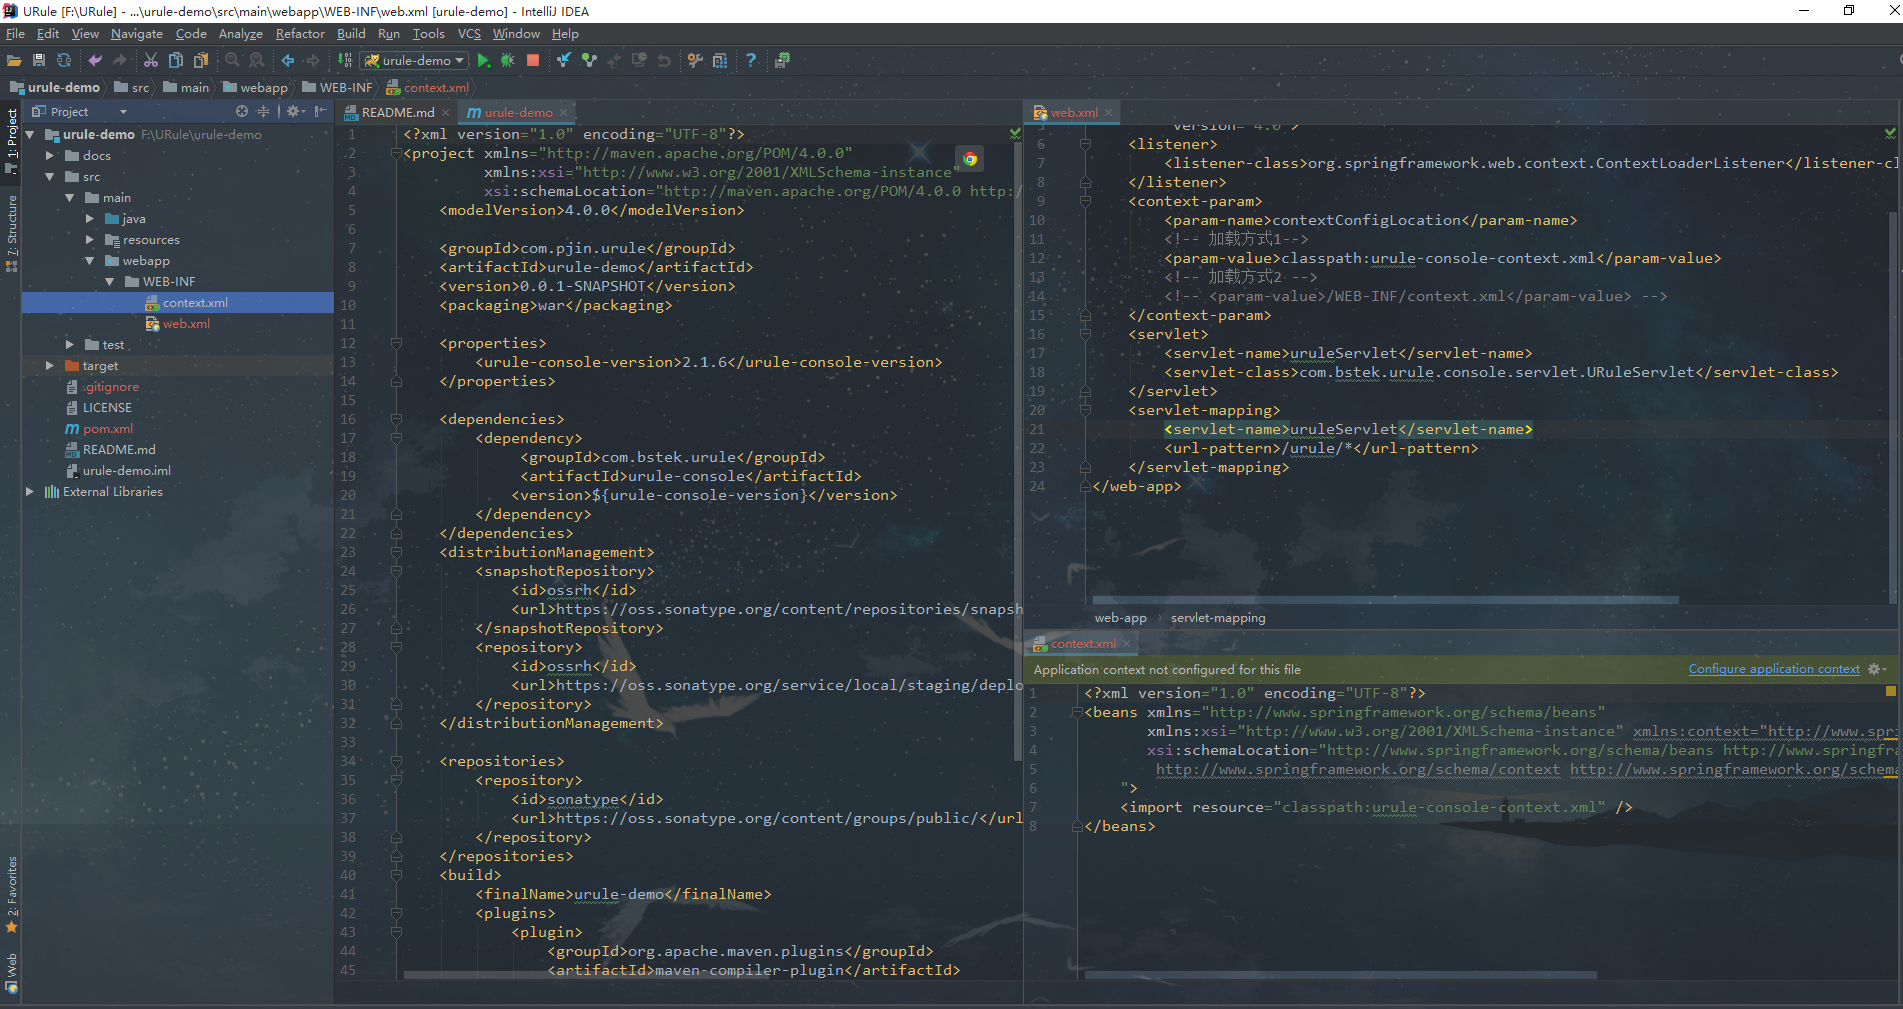 URule [F:\URule] - ...\urule-demo\src\main\webapp\WEB-INF\web.xml [urule-demo] - IntelliJ IDEA
File Edit View Navigate Code Analyze Refactor Build Run Tools VCS Window Help
urule-demo
urule-demo src main webapp WEB-INF context.xml
1: Project
7: Structure
2: Favorites
Web
Project
urule-demo F:\URule\urule-demo
docs
src
main
java
resources
webapp
WEB-INF
context.xml
web.xml
test
target
.gitignore
LICENSE
pom.xml
README.md
urule-demo.iml
External Libraries
README.md urule-demo
1 <?xml version="1.0" encoding="UTF-8"?>
2 <project xmlns="http://maven.apache.org/POM/4.0.0"
3 xmlns:xsi="http://www.w3.org/2001/XMLSchema-instance"
4 xsi:schemaLocation="http://maven.apache.org/POM/4.0.0 http:/
5 <modelVersion>4.0.0</modelVersion>
6
7 <groupId>com.pjin.urule</groupId>
8 <artifactId>urule-demo</artifactId>
9 <version>0.0.1-SNAPSHOT</version>
10 <packaging>war</packaging>
11
12 <properties>
13 <urule-console-version>2.1.6</urule-console-version>
14 </properties>
15
16 <dependencies>
17 <dependency>
18 <groupId>com.bstek.urule</groupId>
19 <artifactId>urule-console</artifactId>
20 <version>${urule-console-version}</version>
21 </dependency>
22 </dependencies>
23 <distributionManagement>
24 <snapshotRepository>
25 <id>ossrh</id>
26 <url>https://oss.sonatype.org/content/repositories/snapsh
27 </snapshotRepository>
28 <repository>
29 <id>ossrh</id>
30 <url>https://oss.sonatype.org/service/local/staging/deplo
31 </repository>
32 </distributionManagement>
33
34 <repositories>
35 <repository>
36 <id>sonatype</id>
37 <url>https://oss.sonatype.org/content/groups/public/</url
38 </repository>
39 </repositories>
40 <build>
41 <finalName>urule-demo</finalName>
42 <plugins>
43 <plugin>
44 <groupId>org.apache.maven.plugins</groupId>
45 <artifactId>maven-compiler-plugin</artifactId>
web.xml
5 version="4.0">
6 <listener>
7 <listener-class>org.springframework.web.context.ContextLoaderListener</listener-cl
8 </listener>
9 <context-param>
10 <param-name>contextConfigLocation</param-name>
11 <!-- 加载方式1-->
12 <param-value>classpath:urule-console-context.xml</param-value>
13 <!-- 加载方式2 -->
14 <!-- <param-value>/WEB-INF/context.xml</param-value> -->
15 </context-param>
16 <servlet>
17 <servlet-name>uruleServlet</servlet-name>
18 <servlet-class>com.bstek.urule.console.servlet.URuleServlet</servlet-class>
19 </servlet>
20 <servlet-mapping>
21 <servlet-name>uruleServlet</servlet-name>
22 <url-pattern>/urule/*</url-pattern>
23 </servlet-mapping>
24 </web-app>
web-app servlet-mapping
context.xml
Application context not configured for this file Configure application context
1 <?xml version="1.0" encoding="UTF-8"?>
2 <beans xmlns="http://www.springframework.org/schema/beans"
3 xmlns:xsi="http://www.w3.org/2001/XMLSchema-instance" xmlns:context="http://www.spri
4 xsi:schemaLocation="http://www.springframework.org/schema/beans http://www.springfra
5 http://www.springframework.org/schema/context http://www.springframework.org/schema
6 ">
7 <import resource="classpath:urule-console-context.xml" />
8 </beans>